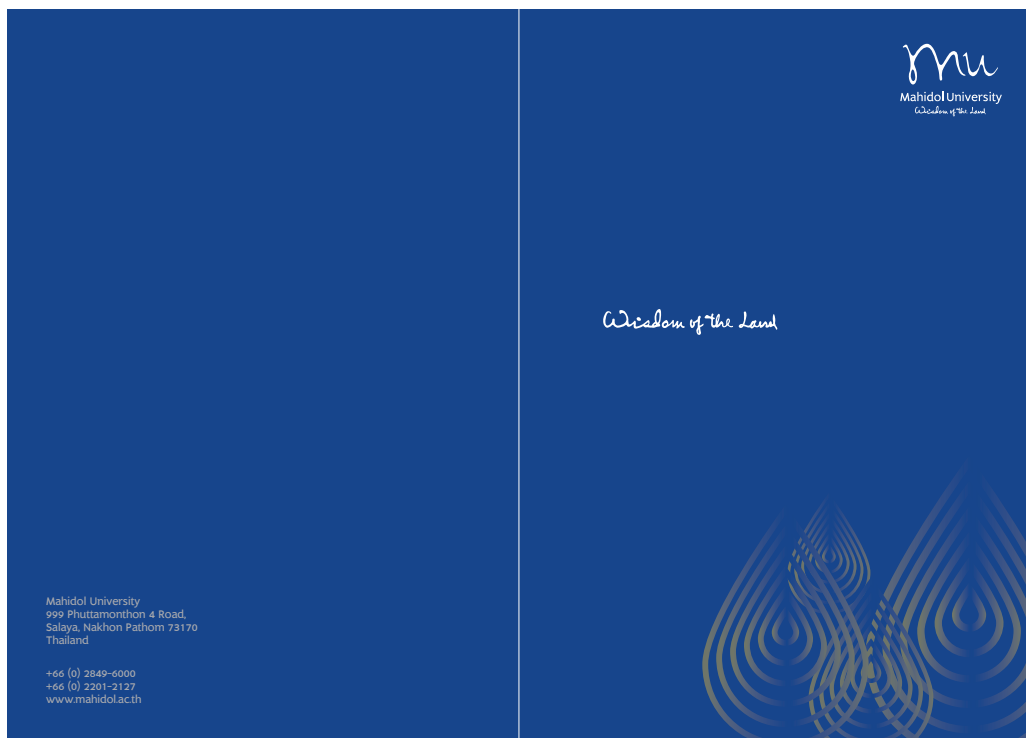 mu
Mahidol University
Wisdom of the Land
Wisdom of the Land
Mahidol University
999 Phuttamonthon 4 Road,
Salaya, Nakhon Pathom 73170
Thailand
+66 (0) 2849-6000
+66 (0) 2201-2127
www.mahidol.ac.th